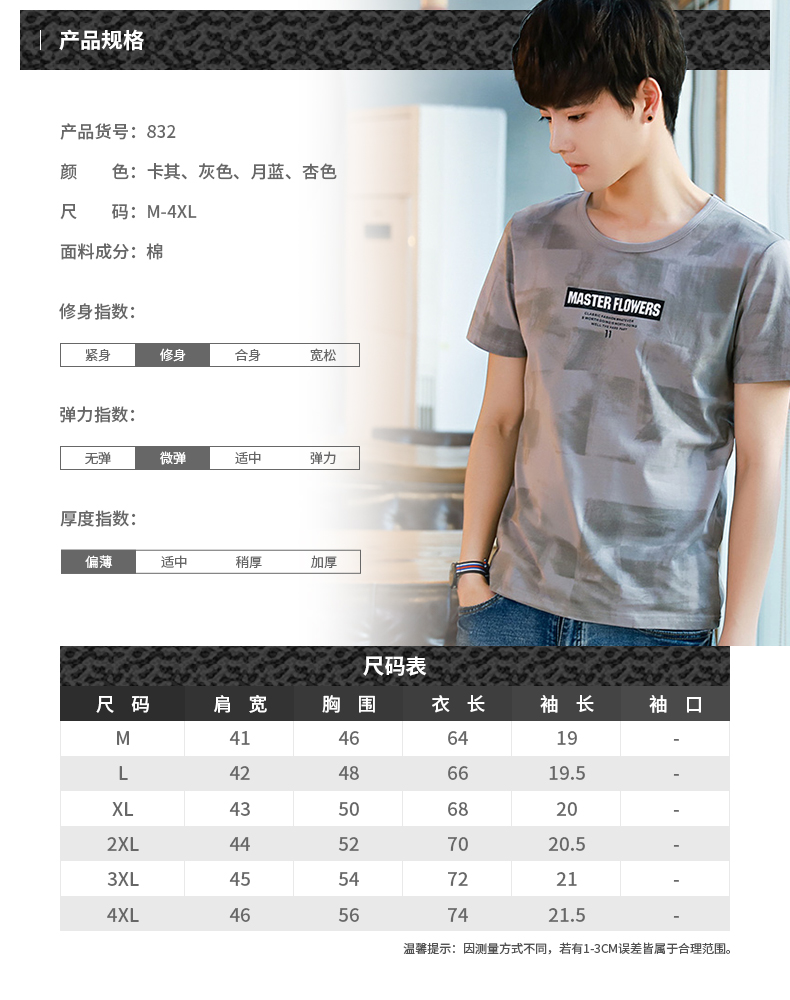 产品规格
产品货号：832
颜　　色：卡其、灰色、月蓝、杏色
尺　　码：M-4XL
面料成分：棉
修身指数：
紧身 修身 合身 宽松
弹力指数：
无弹 微弹 适中 弹力
厚度指数：
偏薄 适中 稍厚 加厚
MASTER FLOWERS
11
尺码表
尺 码 肩 宽 胸 围 衣 长 袖 长 袖 口
M 41 46 64 19 -
L 42 48 66 19.5 -
XL 43 50 68 20 -
2XL 44 52 70 20.5 -
3XL 45 54 72 21 -
4XL 46 56 74 21.5 -
温馨提示：因测量方式不同，若有1-3CM误差皆属于合理范围。